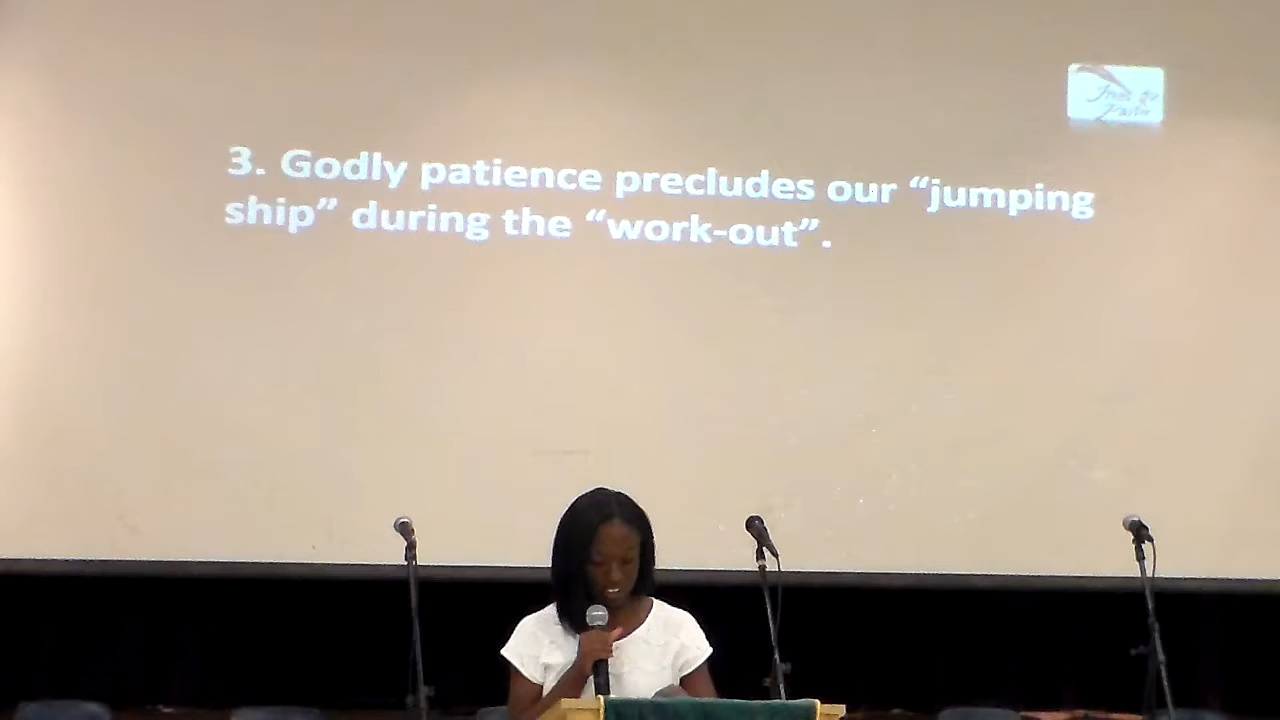 3. Godly patience precludes our “jumping
ship” during the “work-out”.